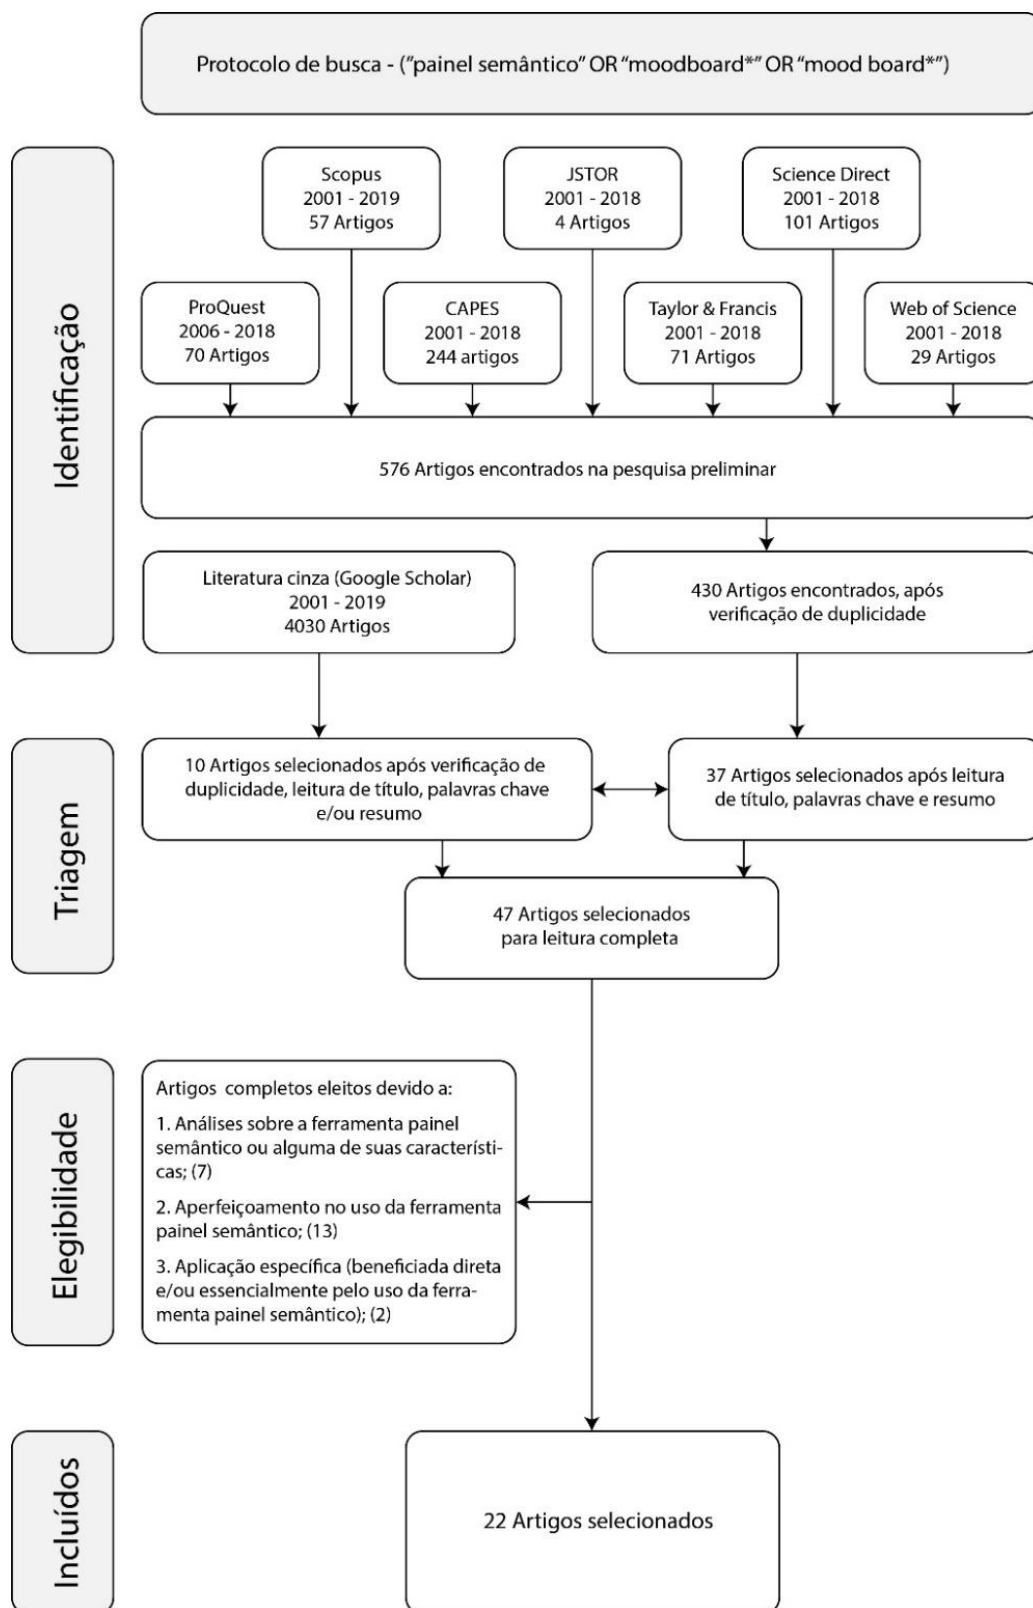 Protocolo de busca - ("painel semântico" OR "moodboard*" OR "mood board*")
Identificação
Scopus
2001 - 2019
57 Artigos
JSTOR
2001 - 2018
4 Artigos
Science Direct
2001 - 2018
101 Artigos
ProQuest
2006 - 2018
70 Artigos
CAPES
2001 - 2018
244 artigos
Taylor & Francis
2001 - 2018
71 Artigos
Web of Science
2001 - 2018
29 Artigos
576 Artigos encontrados na pesquisa preliminar
Literatura cinza (Google Scholar)
2001 - 2019
4030 Artigos
430 Artigos encontrados, após
verificação de duplicidade
Triagem
10 Artigos selecionados após verificação de
duplicidade, leitura de título, palavras chave
e/ou resumo
37 Artigos selecionados após leitura
de título, palavras chave e resumo
47 Artigos selecionados
para leitura completa
Elegibilidade
Artigos completos eleitos devido a:
1. Análises sobre a ferramenta painel
semântico ou alguma de suas característi-
cas; (7)
2. Aperfeiçoamento no uso da ferramenta
painel semântico; (13)
3. Aplicação específica (beneficiada direta
e/ou essencialmente pelo uso da ferra-
menta painel semântico); (2)
Incluídos
22 Artigos selecionados